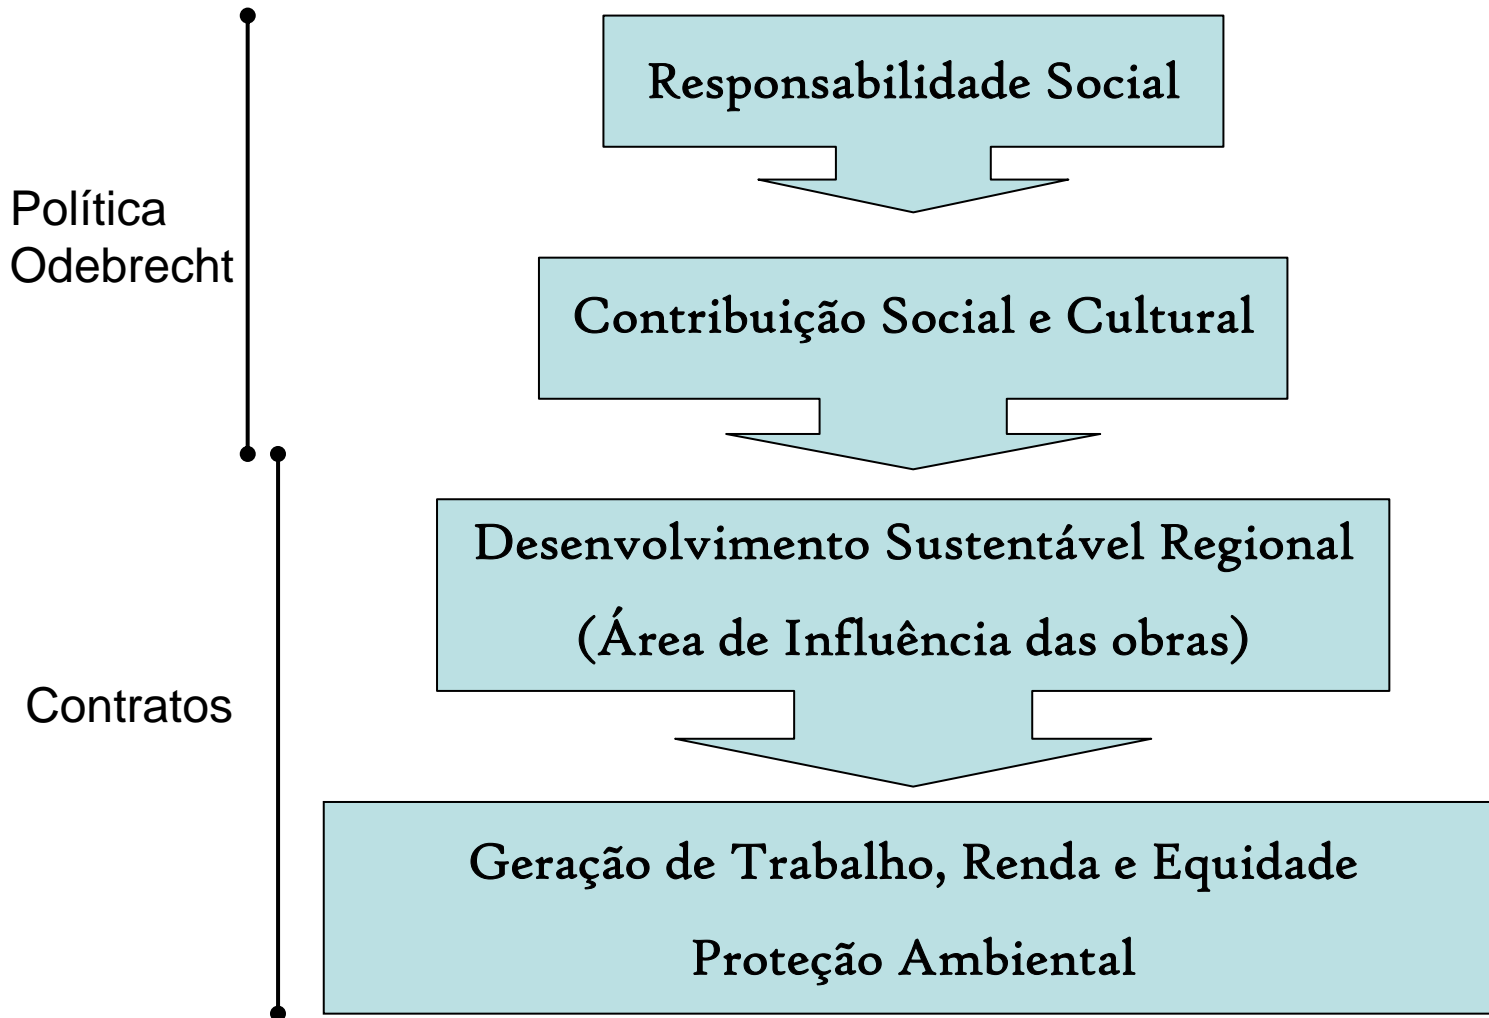 Responsabilidade Social
Política
Odebrecht
Contribuição Social e Cultural
Desenvolvimento Sustentável Regional
(Área de Influência das obras)
Contratos
Geração de Trabalho, Renda e Equidade
Proteção Ambiental